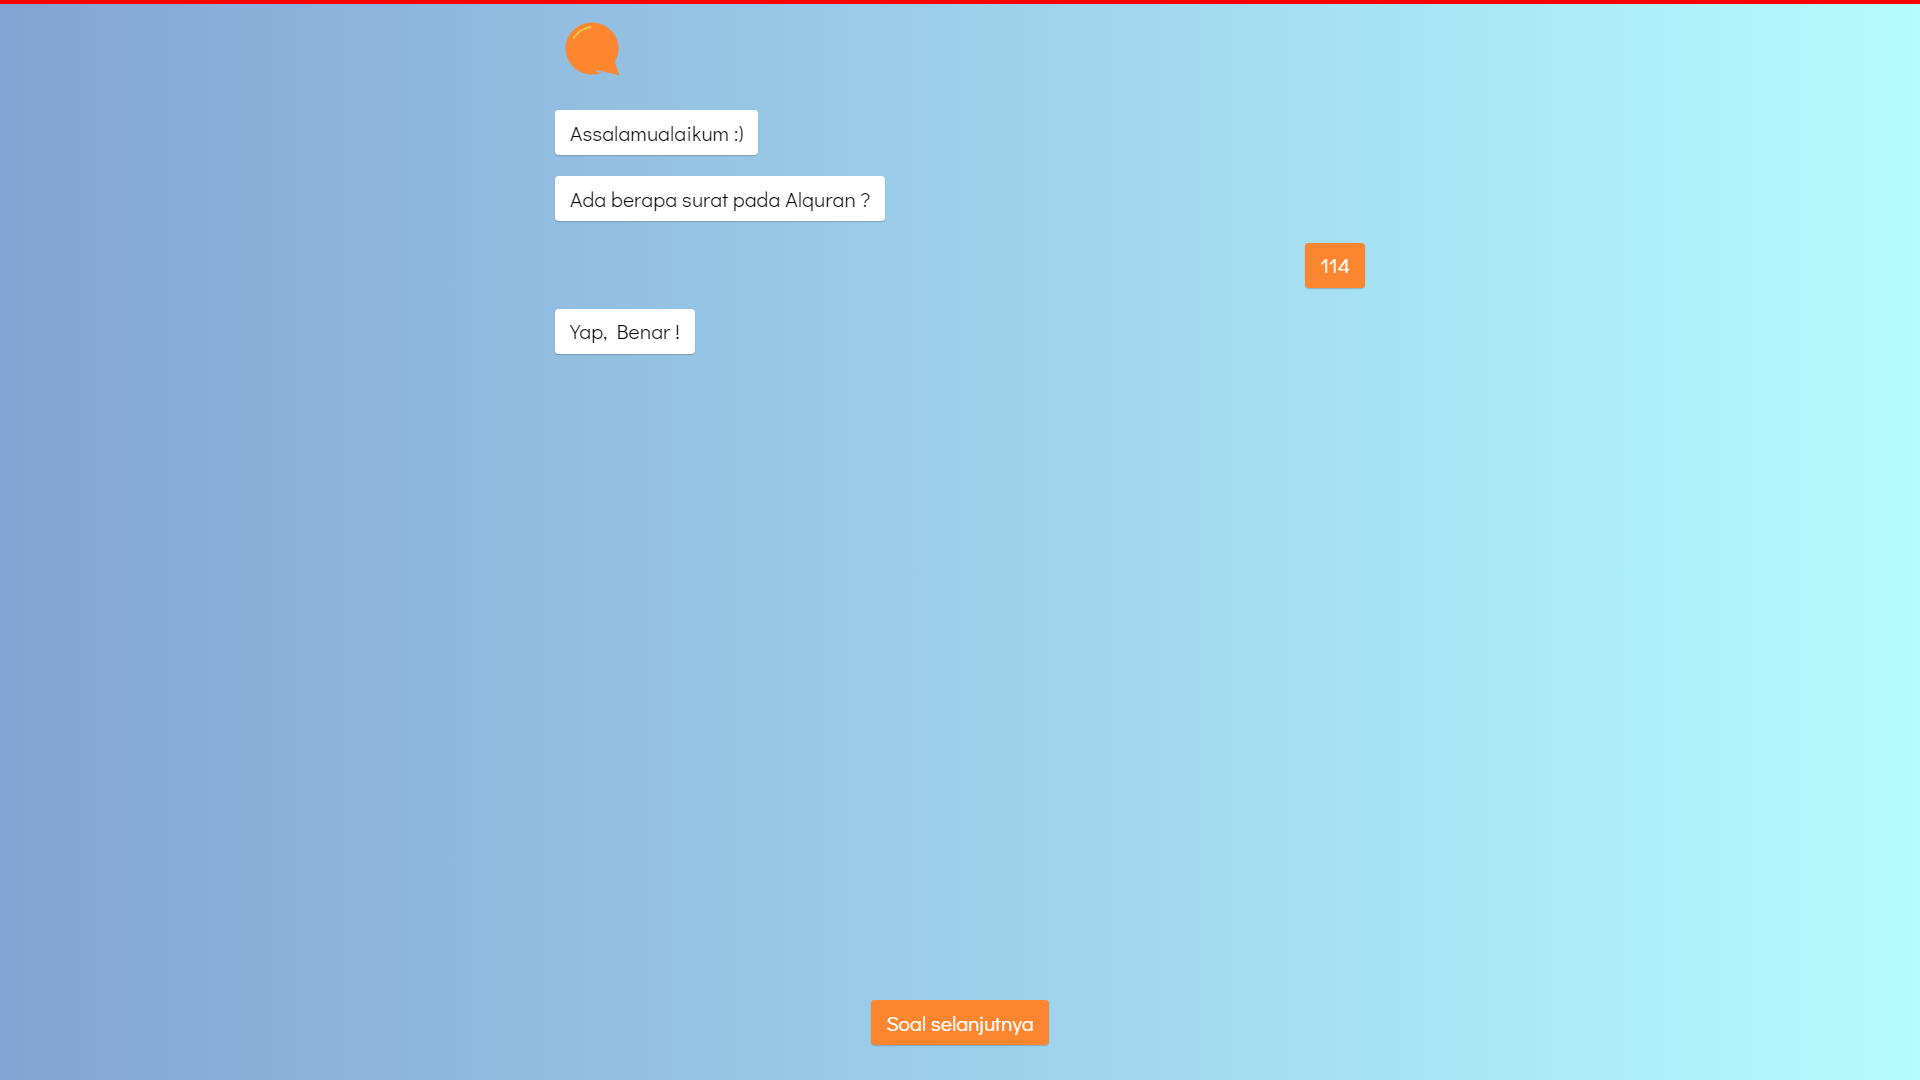 Assalamualaikum :)
Ada berapa surat pada Alquran ?
114
Yap, Benar !
Soal selanjutnya